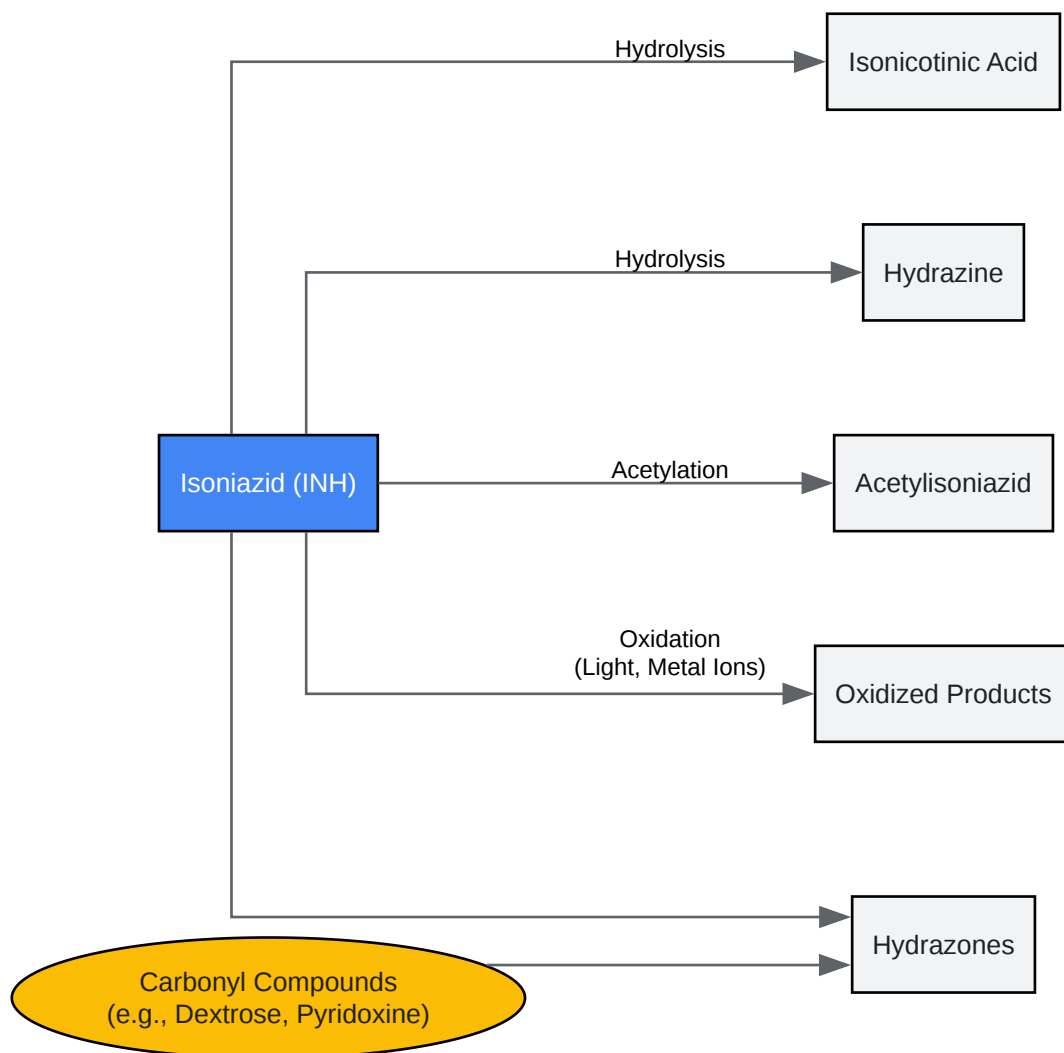 Hydrolysis
Isonicotinic Acid
Hydrolysis
Hydrazine
Isoniazid (INH)
Acetylation
Acetylisoniazid
Oxidation
(Light, Metal Ions)
Oxidized Products
Hydrazones
Carbonyl Compounds
(e.g., Dextrose, Pyridoxine)